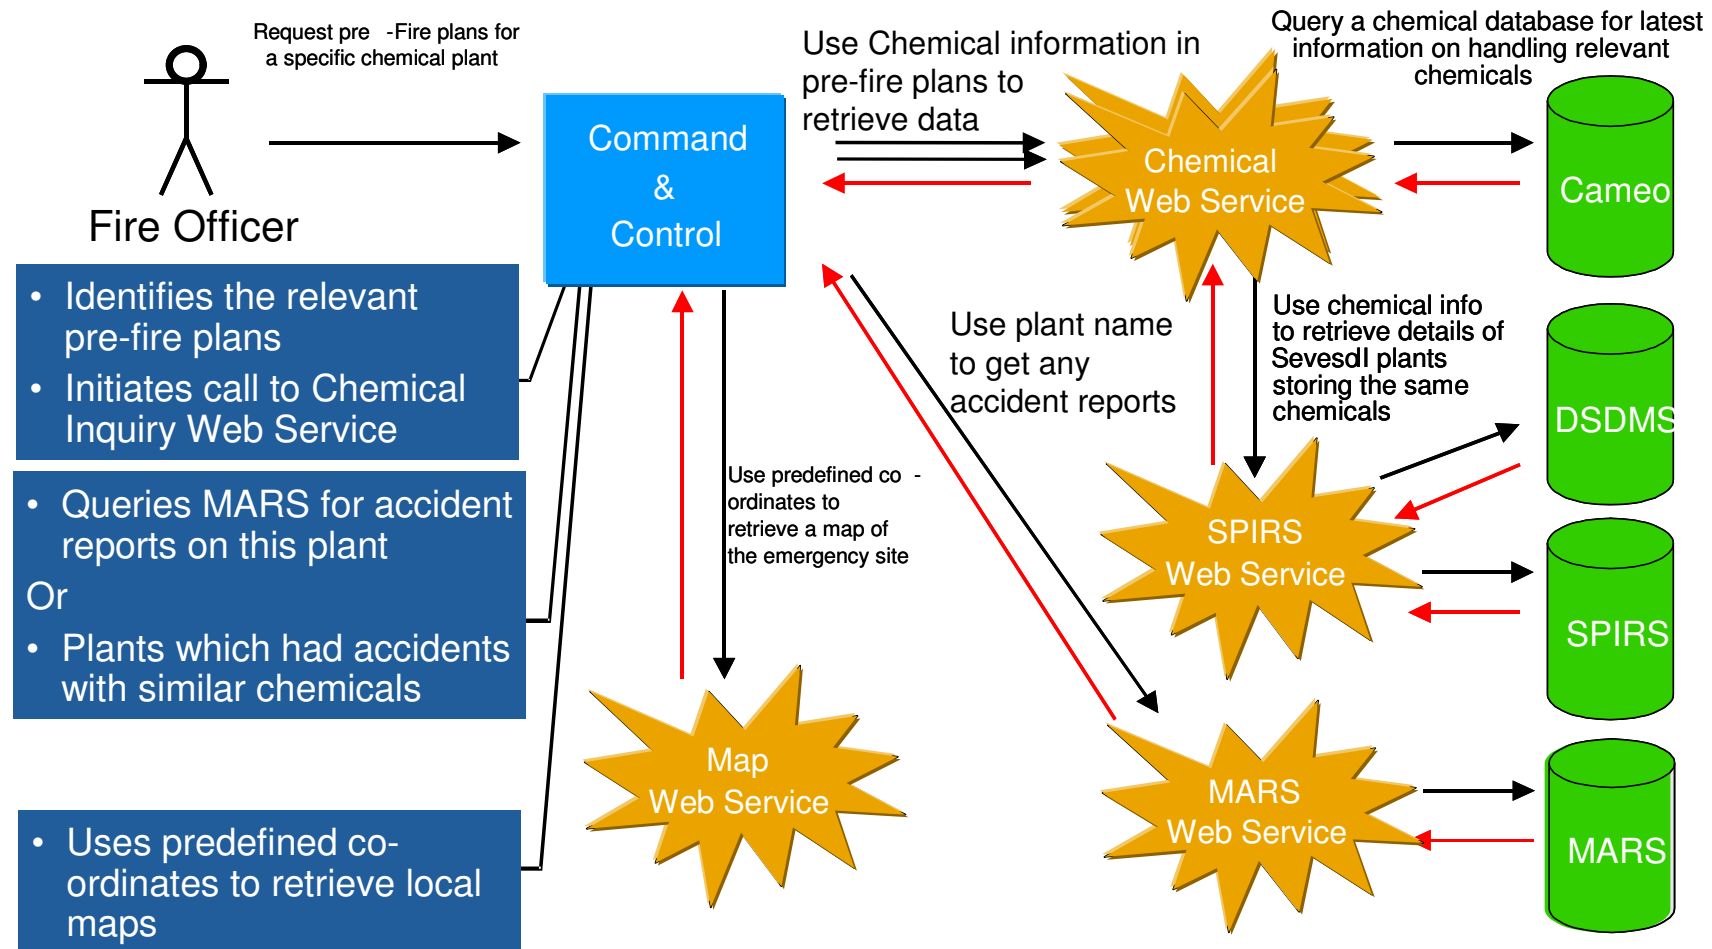 Request pre -Fire plans for
a specific chemical plant
Fire Officer
Command
&
Control
Use Chemical information in
pre-fire plans to
retrieve data
Chemical
Web Service
Query a chemical database for latest
information on handling relevant
chemicals
Cameo
• Identifies the relevant
pre-fire plans
• Initiates call to Chemical
Inquiry Web Service
• Queries MARS for accident
reports on this plant
Or
• Plants which had accidents
with similar chemicals
• Uses predefined co-
ordinates to retrieve local
maps
Use predefined co -
ordinates to
retrieve a map of
the emergency site
Map
Web Service
Use plant name
to get any
accident reports
Use chemical info
to retrieve details of
SevesdI plants
storing the same
chemicals
DSDMS
SPIRS
Web Service
SPIRS
MARS
Web Service
MARS